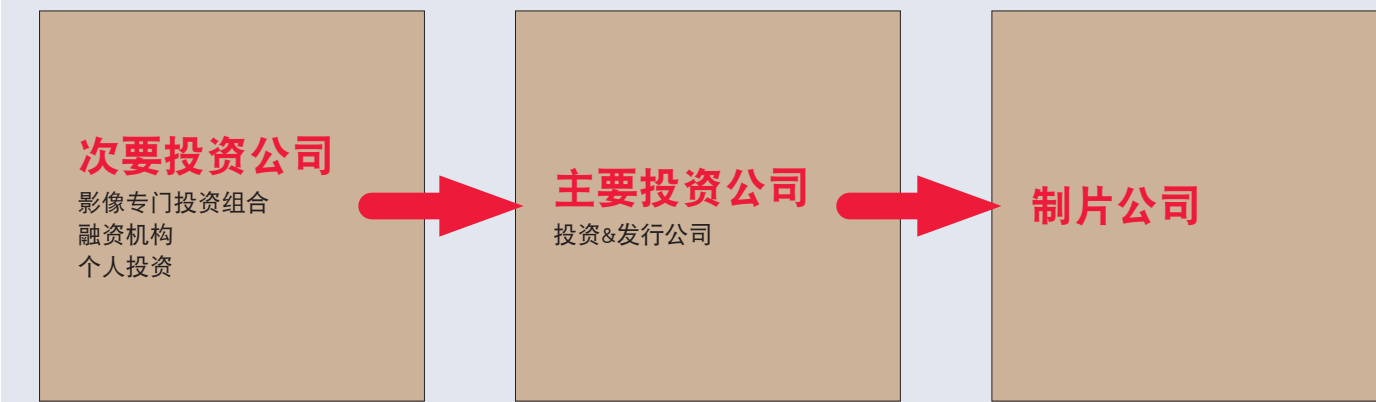 次要投资公司
影像专门投资组合
融资机构
个人投资
主要投资公司
投资&发行公司
制片公司